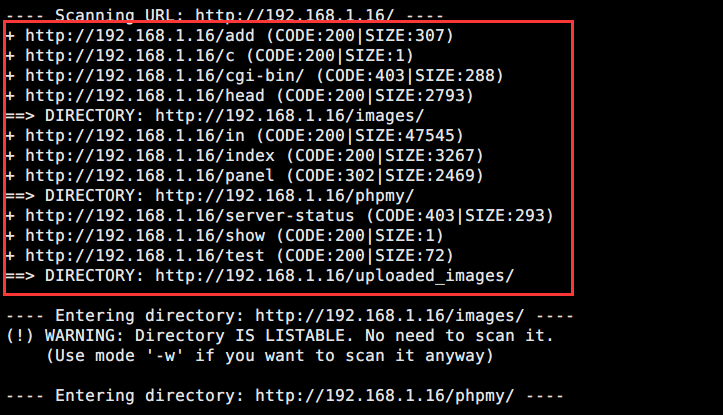 ---- Scanning URL: http://192.168.1.16/ ----
+ http://192.168.1.16/add (CODE:200|SIZE:307)
+ http://192.168.1.16/c (CODE:200|SIZE:1)
+ http://192.168.1.16/cgi-bin/ (CODE:403|SIZE:288)
+ http://192.168.1.16/head (CODE:200|SIZE:2793)
==> DIRECTORY: http://192.168.1.16/images/
+ http://192.168.1.16/in (CODE:200|SIZE:47545)
+ http://192.168.1.16/index (CODE:200|SIZE:3267)
+ http://192.168.1.16/panel (CODE:302|SIZE:2469)
==> DIRECTORY: http://192.168.1.16/phpmy/
+ http://192.168.1.16/server-status (CODE:403|SIZE:293)
+ http://192.168.1.16/show (CODE:200|SIZE:1)
+ http://192.168.1.16/test (CODE:200|SIZE:72)
==> DIRECTORY: http://192.168.1.16/uploaded_images/
---- Entering directory: http://192.168.1.16/images/ ----
(!) WARNING: Directory IS LISTABLE. No need to scan it.
(Use mode '-w' if you want to scan it anyway)
---- Entering directory: http://192.168.1.16/phpmy/ ----